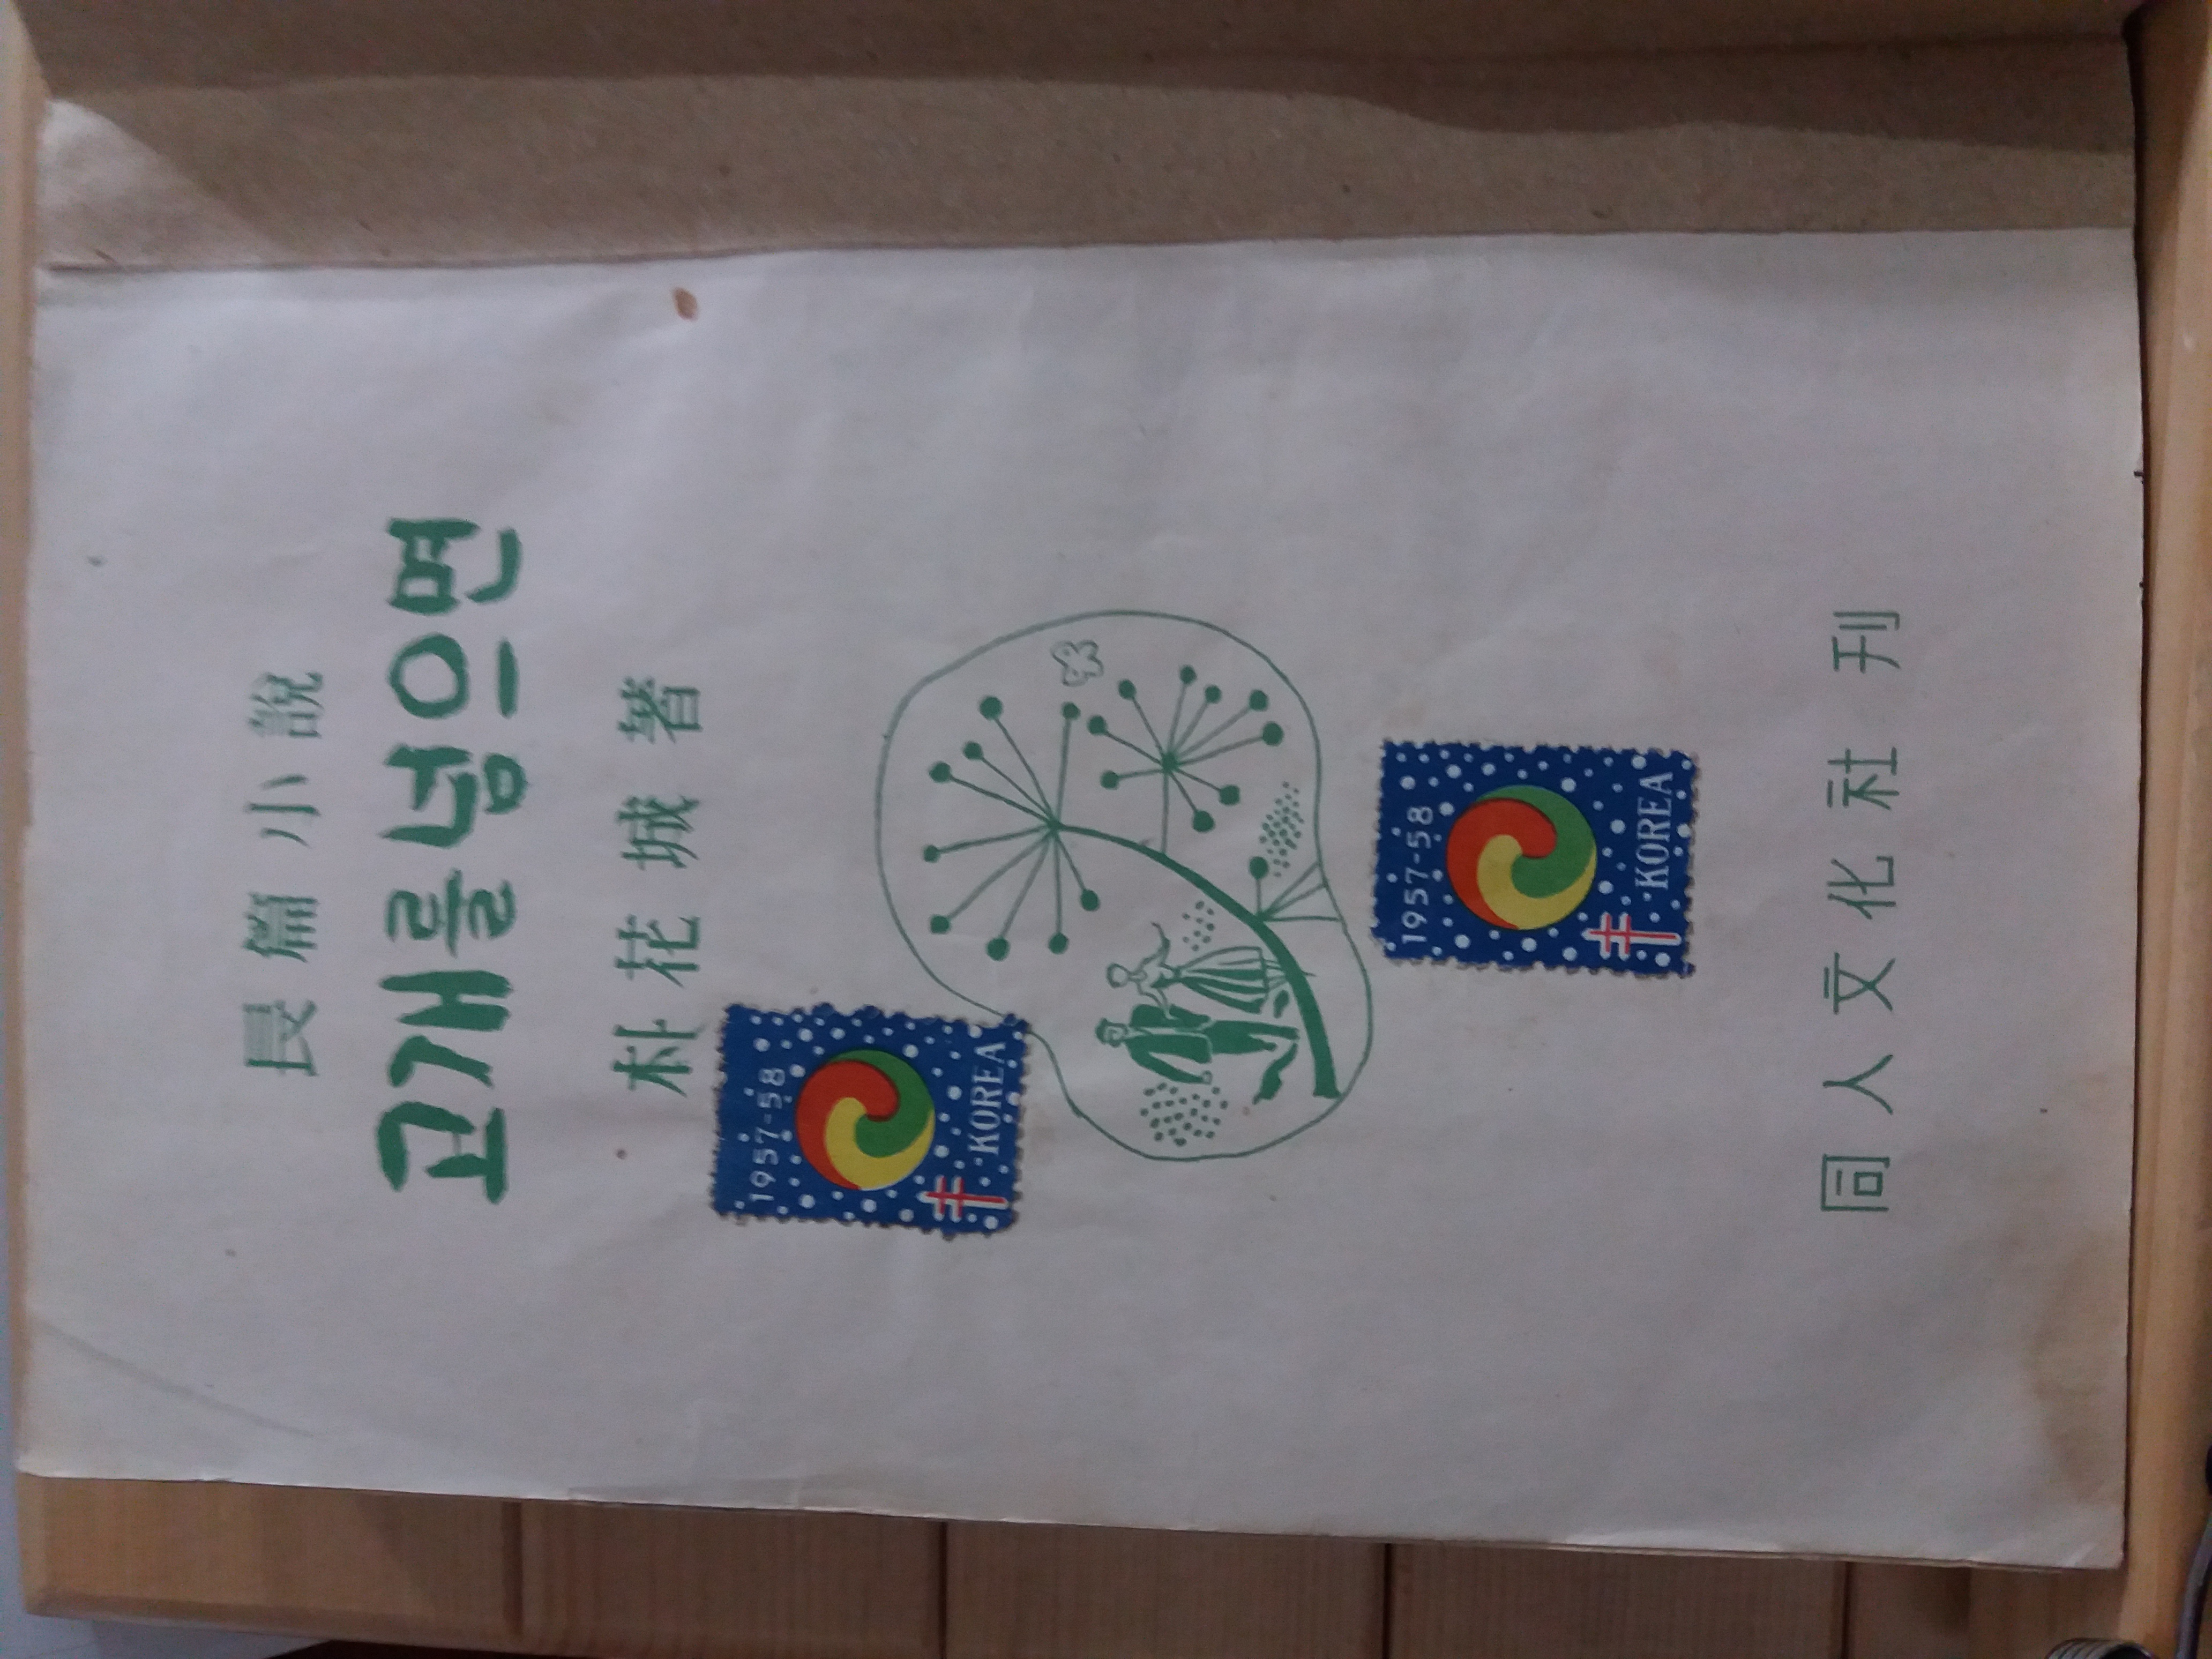 長篇小說
고개를 넘으면
朴花城 著
1957-58
KOREA
1957-58
KOREA
同人文化社刊